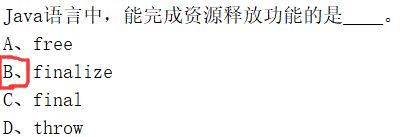 Java语言中，能完成资源释放功能的是____。
A、free
B、finalize
C、final
D、throw